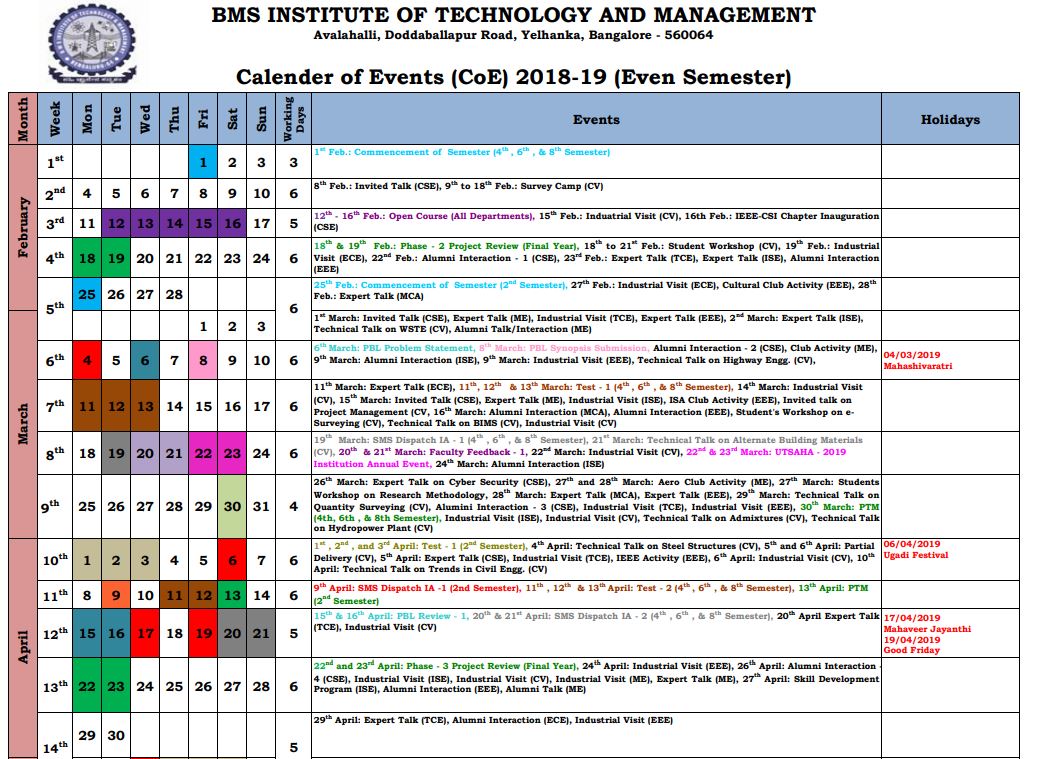 BMS INSTITUTE OF TECHNOLOGY AND MANAGEMENT
Avalahalli, Doddaballapur Road, Yelhanka, Bangalore - 560064
Calender of Events (CoE) 2018-19 (Even Semester)
Month Week Mon Tue Wed Thu Fri Sat Sun Working Days Events Holidays
February
1st 1 2 3 3 1st Feb.: Commencement of Semester (4th , 6th , & 8th Semester)
2nd 4 5 6 7 8 9 10 6 8th Feb.: Invited Talk (CSE), 9th to 18th Feb.: Survey Camp (CV)
3rd 11 12 13 14 15 16 17 5 12th - 16th Feb.: Open Course (All Departments), 15th Feb.: Induatrial Visit (CV), 16th Feb.: IEEE-CSI Chapter Inauguration
(CSE)
4th 18 19 20 21 22 23 24 6 18th & 19th Feb.: Phase - 2 Project Review (Final Year), 18th to 21st Feb.: Student Workshop (CV), 19th Feb.: Industrial
Visit (ECE), 22nd Feb.: Alumni Interaction - 1 (CSE), 23rd Feb.: Expert Talk (TCE), Expert Talk (ISE), Alumni Interaction
(EEE)
5th 25 26 27 28 6 25th Feb.: Commencement of Semester (2nd Semester), 27th Feb.: Industrial Visit (ECE), Cultural Club Activity (EEE), 28th
Feb.: Expert Talk (MCA)
March
1 2 3 1st March: Invited Talk (CSE), Expert Talk (ME), Industrial Visit (TCE), Expert Talk (EEE), 2nd March: Expert Talk (ISE),
Technical Talk on WSTE (CV), Alumni Talk/Interaction (ME)
6th 4 5 6 7 8 9 10 6 6th March: PBL Problem Statement, 8th March: PBL Synopsis Submission, Alumni Interaction - 2 (CSE), Club Activity (ME),
9th March: Alumni Interaction (ISE), 9th March: Industrial Visit (EEE), Technical Talk on Highway Engg. (CV),
04/03/2019
Mahashivaratri
7th 11 12 13 14 15 16 17 6 11th March: Expert Talk (ECE), 11th, 12th & 13th March: Test - 1 (4th , 6th , & 8th Semester), 14th March: Industrial Visit
(CV), 15th March: Invited Talk (CSE), Expert Talk (ME), Industrial Visit (ISE), ISA Club Activity (EEE), Invited talk on
Project Management (CV, 16th March: Alumni Interaction (MCA), Alumni Interaction (EEE), Student's Workshop on e-
Surveying (CV), Technical Talk on BIMS (CV), Industrial Visit (CV)
8th 18 19 20 21 22 23 24 6 19th March: SMS Dispatch IA - 1 (4th , 6th , & 8th Semester), 21st March: Technical Talk on Alternate Building Materials
(CV), 20th & 21st March: Faculty Feedback - 1, 22nd March: Industrial Visit (CV), 22nd & 23rd March: UTSAHA - 2019
Institution Annual Event, 24th March: Alumni Interaction (ISE)
9th 25 26 27 28 29 30 31 4 26th March: Expert Talk on Cyber Security (CSE), 27th and 28th March: Aero Club Activity (ME), 27th March: Students
Workshop on Research Methodology, 28th March: Expert Talk (MCA), Expert Talk (EEE), 29th March: Technical Talk on
Quantity Surveying (CV), Alumini Interaction - 3 (CSE), Industrial Visit (TCE), Industrial Visit (EEE), 30th March: PTM
(4th, 6th , & 8th Semester), Industrial Visit (ISE), Industrial Visit (CV), Technical Talk on Admixtures (CV), Technical Talk
on Hydropower Plant (CV)
April
10th 1 2 3 4 5 6 7 6 1st , 2nd , and 3rd April: Test - 1 (2nd Semester), 4th April: Technical Talk on Steel Structures (CV), 5th and 6th April: Partial
Delivery (CV), 5th April: Expert Talk (CSE), Industrial Visit (TCE), IEEE Activity (EEE), 6th April: Industrial Visit (CV), 10th
April: Technical Talk on Trends in Civil Engg. (CV)
06/04/2019
Ugadi Festival
11th 8 9 10 11 12 13 14 6 9th April: SMS Dispatch IA -1 (2nd Semester), 11th , 12th & 13th April: Test - 2 (4th , 6th , & 8th Semester), 13th April: PTM
(2nd Semester)
12th 15 16 17 18 19 20 21 5 15th & 16th April: PBL Review - 1, 20th & 21st April: SMS Dispatch IA - 2 (4th , 6th , & 8th Semester), 20th April Expert Talk
(TCE), Industrial Visit (CV)
17/04/2019
Mahaveer Jayanthi
19/04/2019
Good Friday
13th 22 23 24 25 26 27 28 6 22nd and 23rd April: Phase - 3 Project Review (Final Year), 24th April: Industrial Visit (EEE), 26th April: Alumni Interaction -
4 (CSE), Industrial Visit (ISE), Industrial Visit (CV), Industrial Visit (ME), Expert Talk (ME), 27th April: Skill Development
Program (ISE), Alumni Interaction (EEE), Alumni Talk (ME)
14th 29 30 5 29th April: Expert Talk (TCE), Alumni Interaction (ECE), Industrial Visit (EEE)